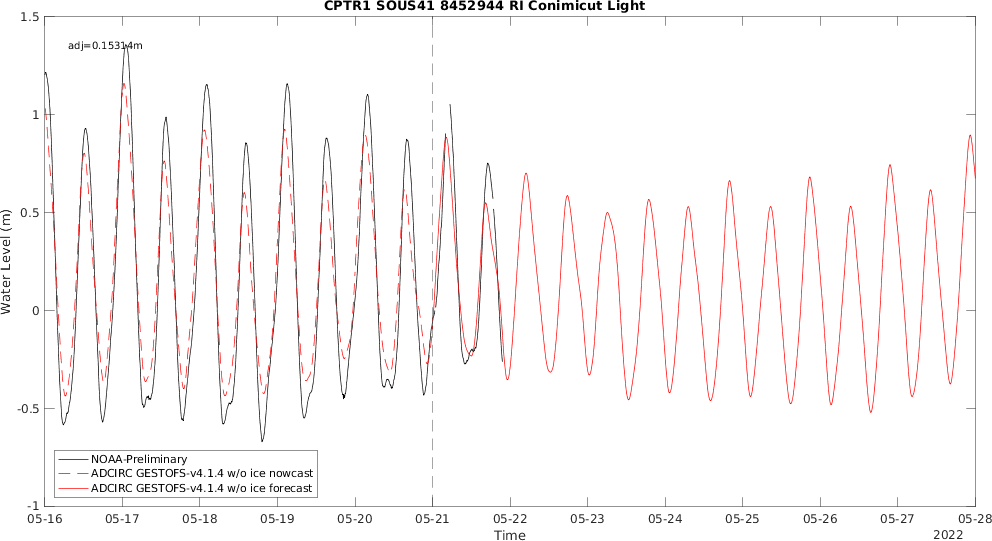 CPTR1 SOUS41 8452944 RI Conimicut Light
1.5
adj=0.15314m
1
0.5
Water Level (m)
0
-0.5
NOAA-Preliminary
ADCIRC GESTOFS-v4.1.4 w/o ice nowcast
ADCIRC GESTOFS-v4.1.4 w/o ice forecast
-1
05-16 05-17 05-18 05-19 05-20 05-21 05-22 05-23 05-24 05-25 05-26 05-27 05-28
Time
2022